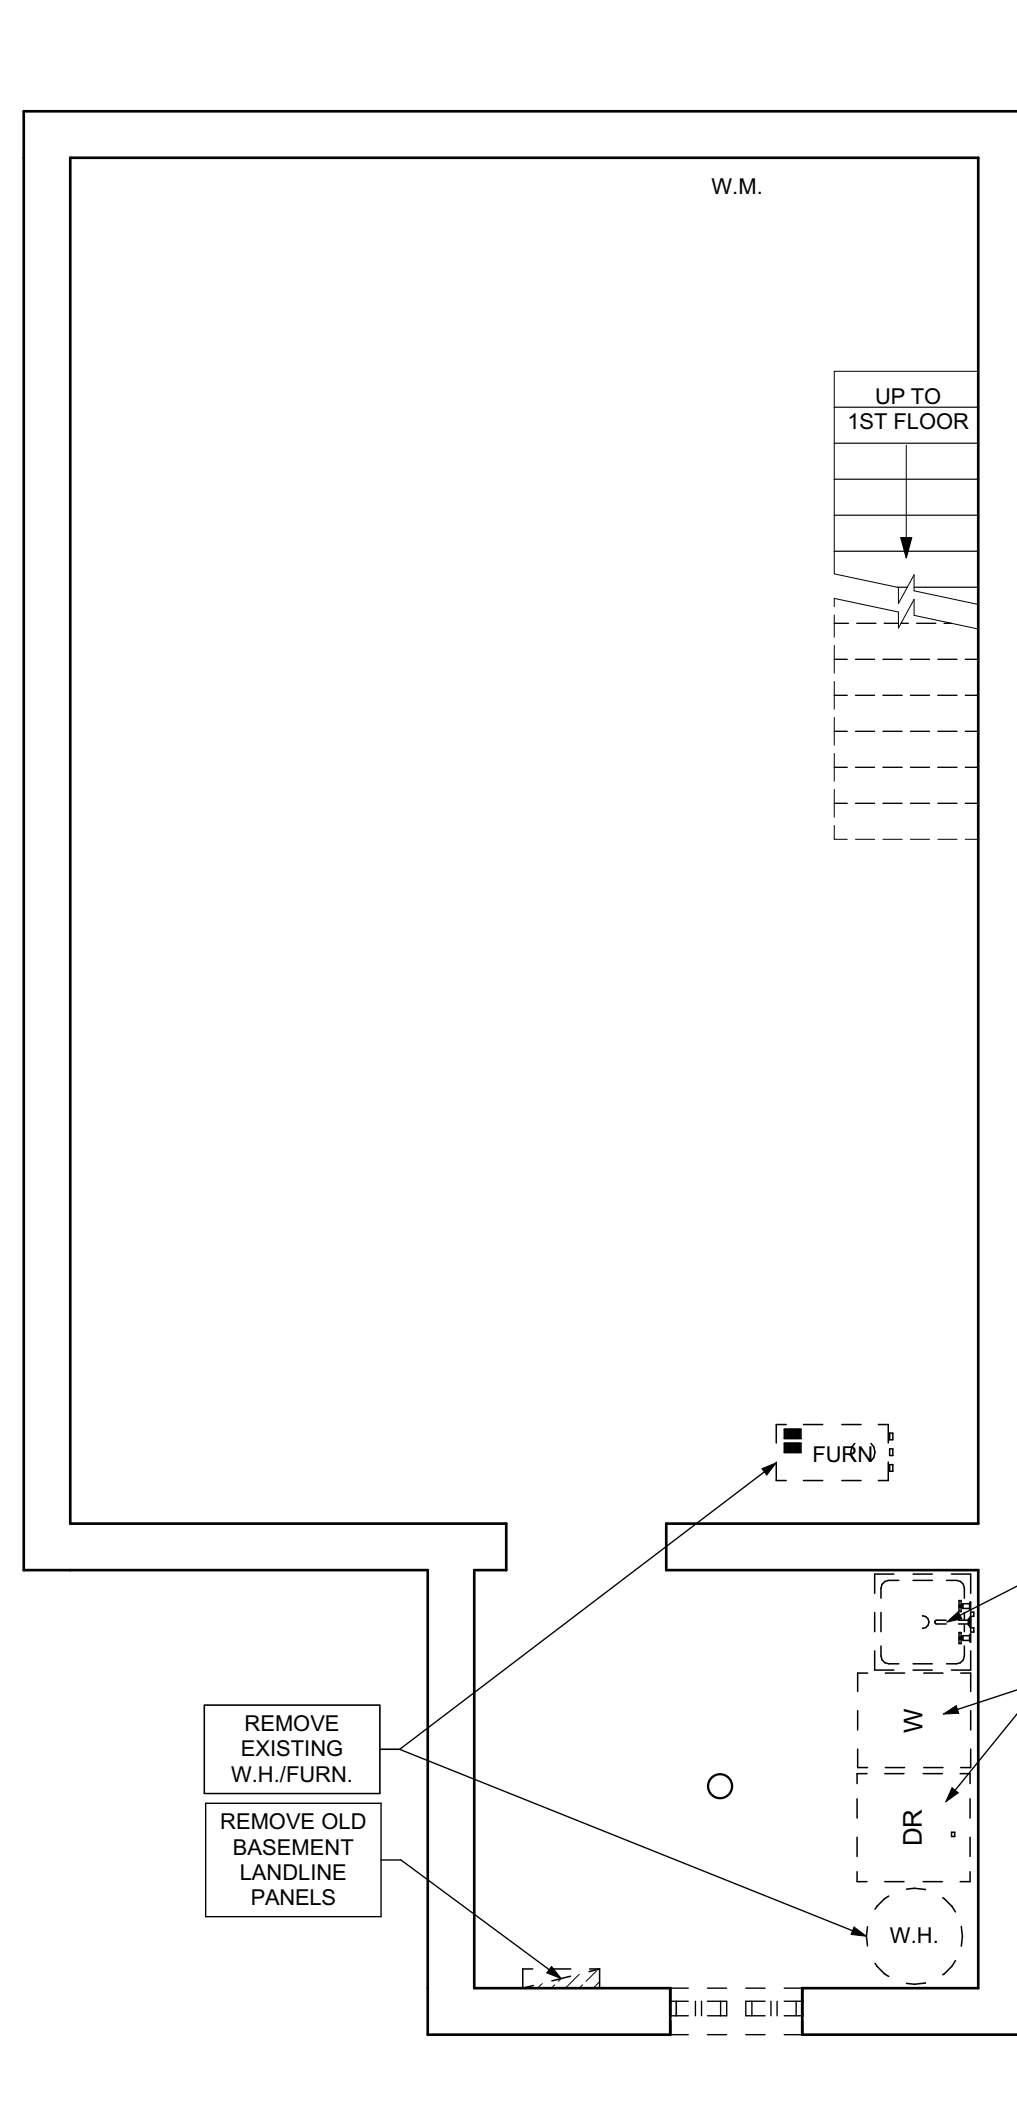 W.M.
UP TO
1ST FLOOR
FURN
W
DR
W.H.
REMOVE
EXISTING
W.H./FURN.
REMOVE OLD
BASEMENT
LANDLINE
PANELS